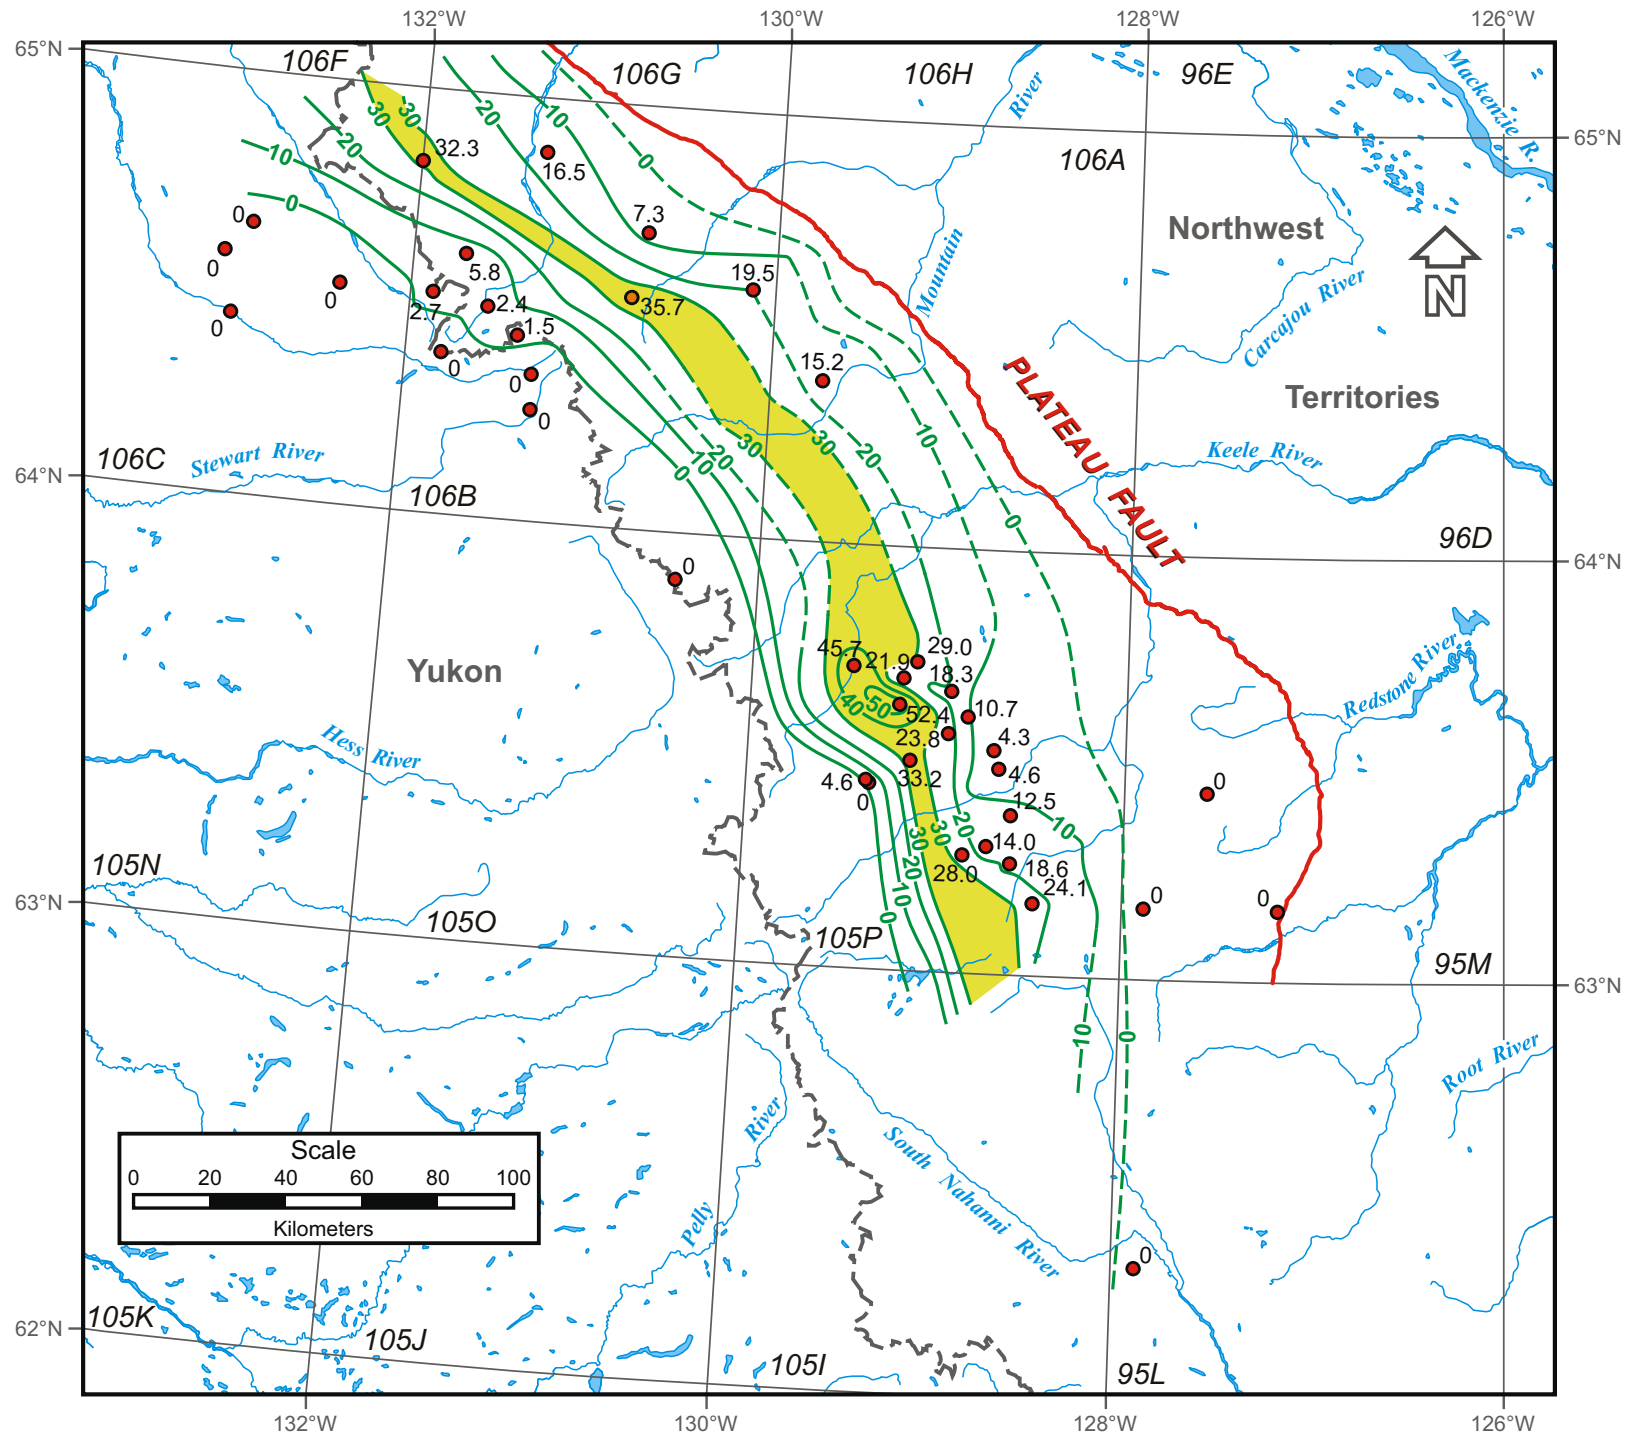 132°W 130°W 128°W 126°W
65°N
106F 106G 106H 96E
Mackenzie R.
River
65°N
30 30 20 10 0
32.3
16.5
106A
20
10
0
0
0
0
0
7.3
Northwest
Mountain
5.8
19.5
N
2.7
2.4
35.7
1.5
0
0
0
15.2
Carcajou River
PLATEAU FAULT
Territories
106C
Stewart River
64°N
106B
30 30 20 10
20
10
0
Keele River
0
96D
64°N
0
Yukon
45.7
21.9
29.0
18.3
40 50
52.4
10.7
23.8
4.3
33.2
4.6
4.6
0
12.5
Redstone River
Hess River
0
10
20
30
30
14.0
28.0
18.6
24.1
20
10
0
105N
63°N
105O
105P
0
0
95M
63°N
10
0
Root River
River
Pelly
South Nahanni River
Scale
0 20 40 60 80 100
Kilometers
0
105K
62°N
105J
105I
95L
132°W 130°W 128°W 126°W